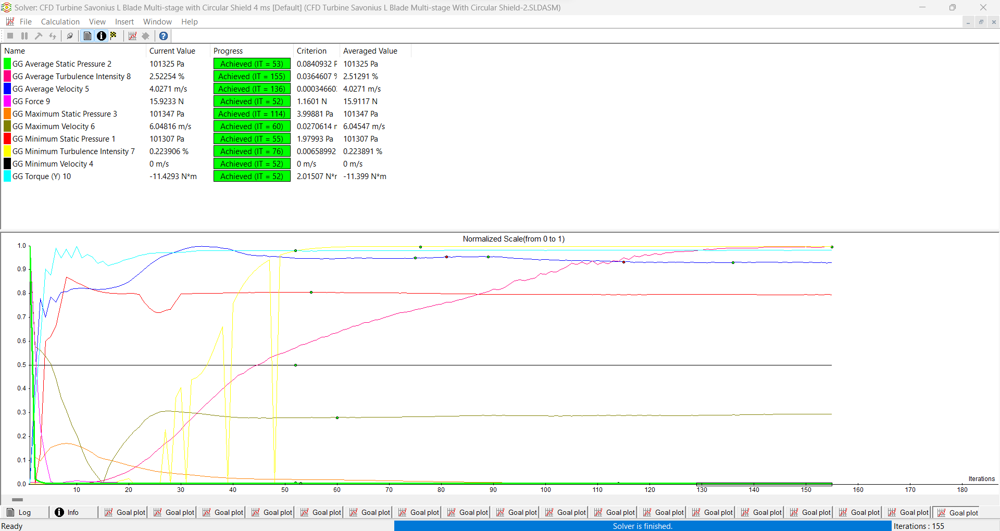 Solver: CFD Turbine Savonius L Blade Multi-stage with Circular Shield 4 ms [Default] (CFD Turbine Savonius L Blade Multi-stage With Circular Shield-2.SLDASM)
File Calculation View Insert Window Help
Name Current Value Progress Criterion Averaged Value
GG Average Static Pressure 2 101325 Pa Achieved (IT = 53) 0.0840932 P 101325 Pa
GG Average Turbulence Intensity 8 2.52254 % Achieved (IT = 155) 0.0364607 % 2.51291 %
GG Average Velocity 5 4.0271 m/s Achieved (IT = 136) 0.000346602 4.0271 m/s
GG Force 9 15.9233 N Achieved (IT = 52) 1.1601 N 15.9117 N
GG Maximum Static Pressure 3 101347 Pa Achieved (IT = 114) 3.99881 Pa 101347 Pa
GG Maximum Velocity 6 6.04816 m/s Achieved (IT = 60) 0.0270614 r 6.04547 m/s
GG Minimum Static Pressure 1 101307 Pa Achieved (IT = 55) 1.97993 Pa 101307 Pa
GG Minimum Turbulence Intensity 7 0.223906 % Achieved (IT = 76) 0.00658992 0.223891 %
GG Minimum Velocity 4 0 m/s Achieved (IT = 52) 0 m/s 0 m/s
GG Torque (Y) 10 -11.4293 N*m Achieved (IT = 52) 2.01507 N*r -11.399 N*m
Normalized Scale(from 0 to 1)
1.0
0.9
0.8
0.7
0.6
0.5
0.4
0.3
0.2
0.1
0.0
Iterations
10 20 30 40 50 60 70 80 90 100 110 120 130 140 150 160 170 180
Log Info Goal plot Goal plot Goal plot Goal plot Goal plot Goal plot Goal plot Goal plot Goal plot Goal plot Goal plot Goal plot Goal plot Goal plot Goal plot Goal plot Goal plot Goal plot
Ready Solver is finished. Iterations : 155